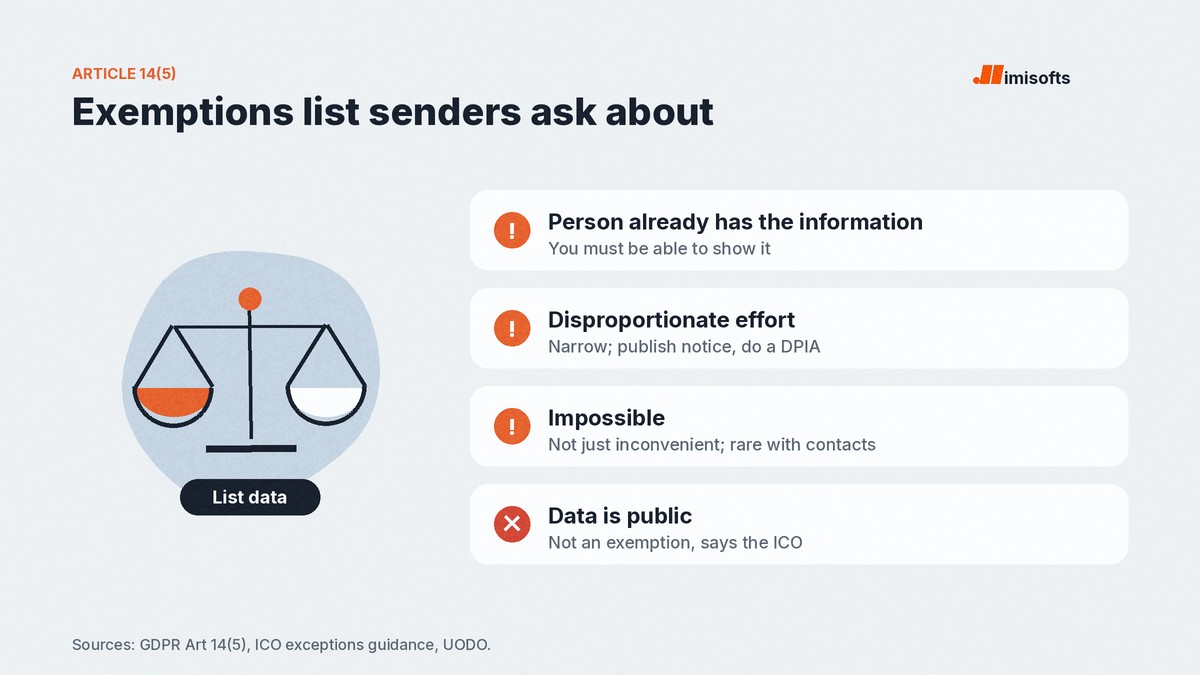 ARTICLE 14(5)
imisofts
Exemptions list senders ask about
Person already has the information
You must be able to show it
Disproportionate effort
Narrow; publish notice, do a DPIA
Impossible
Not just inconvenient; rare with contacts
Data is public
Not an exemption, says the ICO
List data
Sources: GDPR Art 14(5), ICO exceptions guidance, UODO.